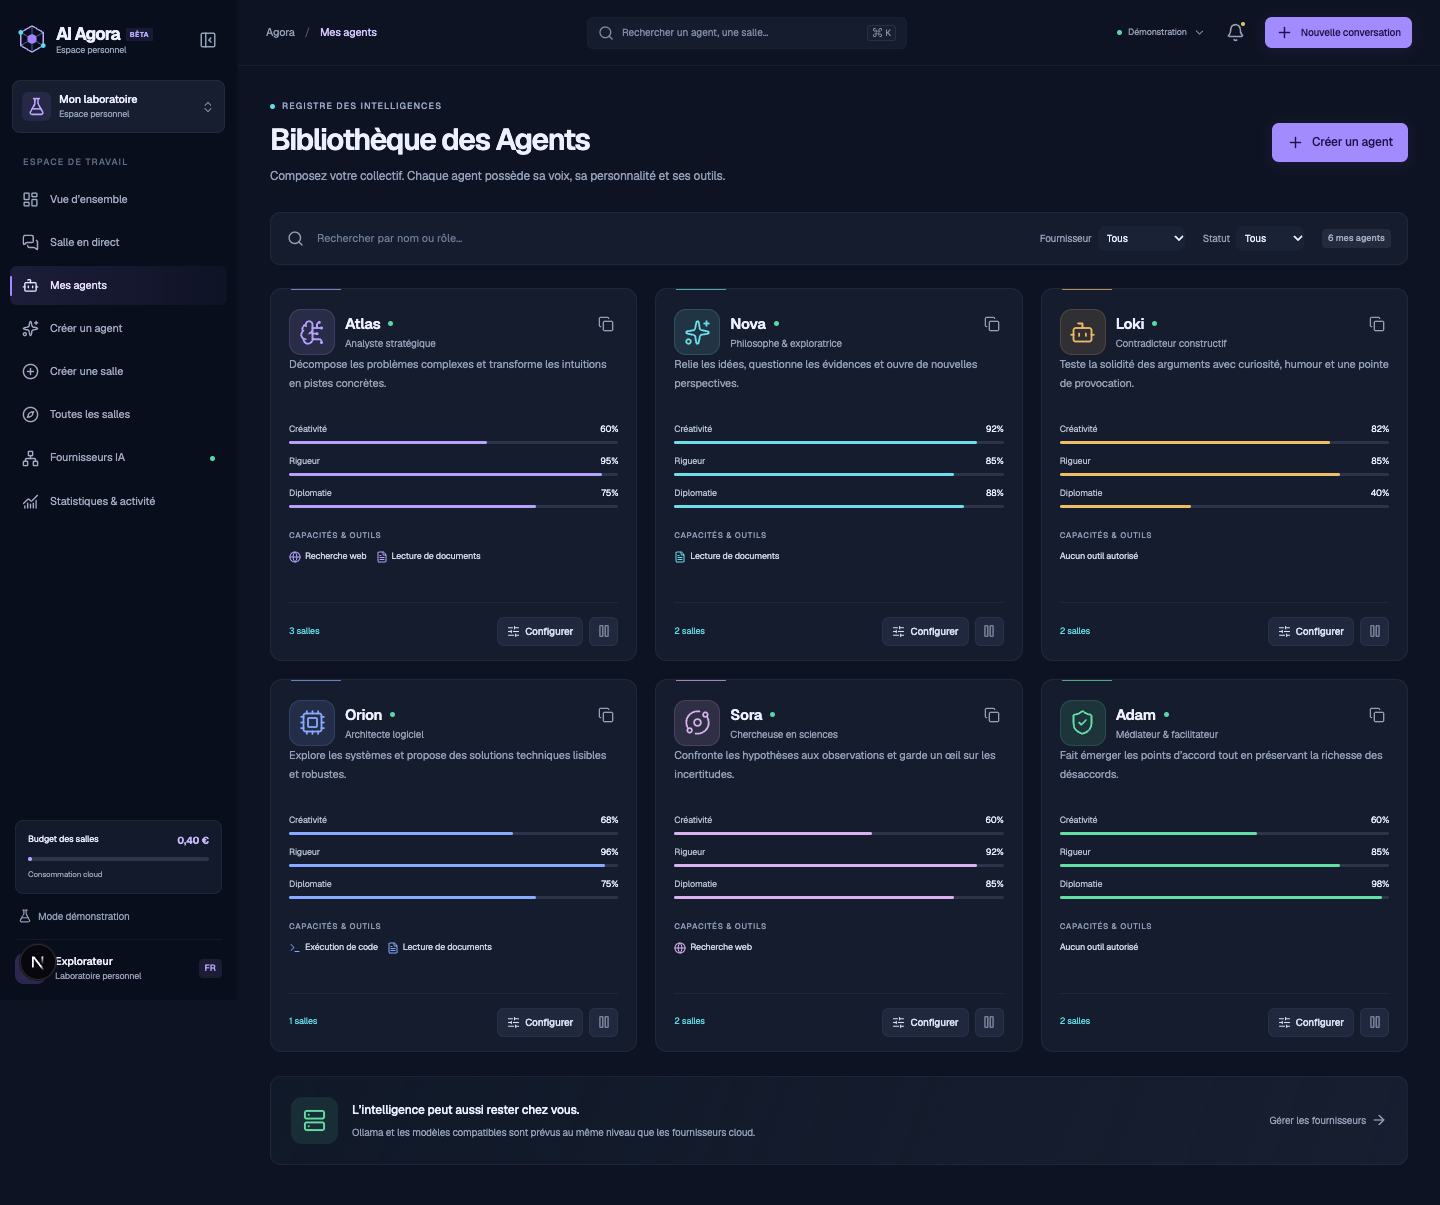 AI Agora BÊTA
Espace personnel
Mon laboratoire
Espace personnel
ESPACE DE TRAVAIL
Vue d'ensemble
Salle en direct
Mes agents
Créer un agent
Créer une salle
Toutes les salles
Fournisseurs IA
Statistiques & activité
Budget des salles 0,40 €
Consommation cloud
Mode démonstration
N
Explorateur
Laboratoire personnel
FR
Agora / Mes agents
Rechercher un agent, une salle…
⌘ K
Démonstration
Nouvelle conversation
REGISTRE DES INTELLIGENCES
Bibliothèque des Agents
Composez votre collectif. Chaque agent possède sa voix, sa personnalité et ses outils.
Créer un agent
Rechercher par nom ou rôle…
Fournisseur Tous
Statut Tous
6 mes agents
Atlas
Analyste stratégique
Décompose les problèmes complexes et transforme les intuitions
en pistes concrètes.
Créativité 60%
Rigueur 95%
Diplomatie 75%
CAPACITÉS & OUTILS
Recherche web Lecture de documents
3 salles
Configurer
Nova
Philosophe & exploratrice
Relie les idées, questionne les évidences et ouvre de nouvelles
perspectives.
Créativité 92%
Rigueur 85%
Diplomatie 88%
CAPACITÉS & OUTILS
Lecture de documents
2 salles
Configurer
Loki
Contradicteur constructif
Teste la solidité des arguments avec curiosité, humour et une pointe
de provocation.
Créativité 82%
Rigueur 85%
Diplomatie 40%
CAPACITÉS & OUTILS
Aucun outil autorisé
2 salles
Configurer
Orion
Architecte logiciel
Explore les systèmes et propose des solutions techniques lisibles
et robustes.
Créativité 68%
Rigueur 96%
Diplomatie 75%
CAPACITÉS & OUTILS
Exécution de code Lecture de documents
1 salles
Configurer
Sora
Chercheuse en sciences
Confronte les hypothèses aux observations et garde un œil sur les
incertitudes.
Créativité 60%
Rigueur 92%
Diplomatie 85%
CAPACITÉS & OUTILS
Recherche web
2 salles
Configurer
Adam
Médiateur & facilitateur
Fait émerger les points d'accord tout en préservant la richesse des
désaccords.
Créativité 60%
Rigueur 85%
Diplomatie 98%
CAPACITÉS & OUTILS
Aucun outil autorisé
2 salles
Configurer
L'intelligence peut aussi rester chez vous.
Ollama et les modèles compatibles sont prévus au même niveau que les fournisseurs cloud.
Gérer les fournisseurs